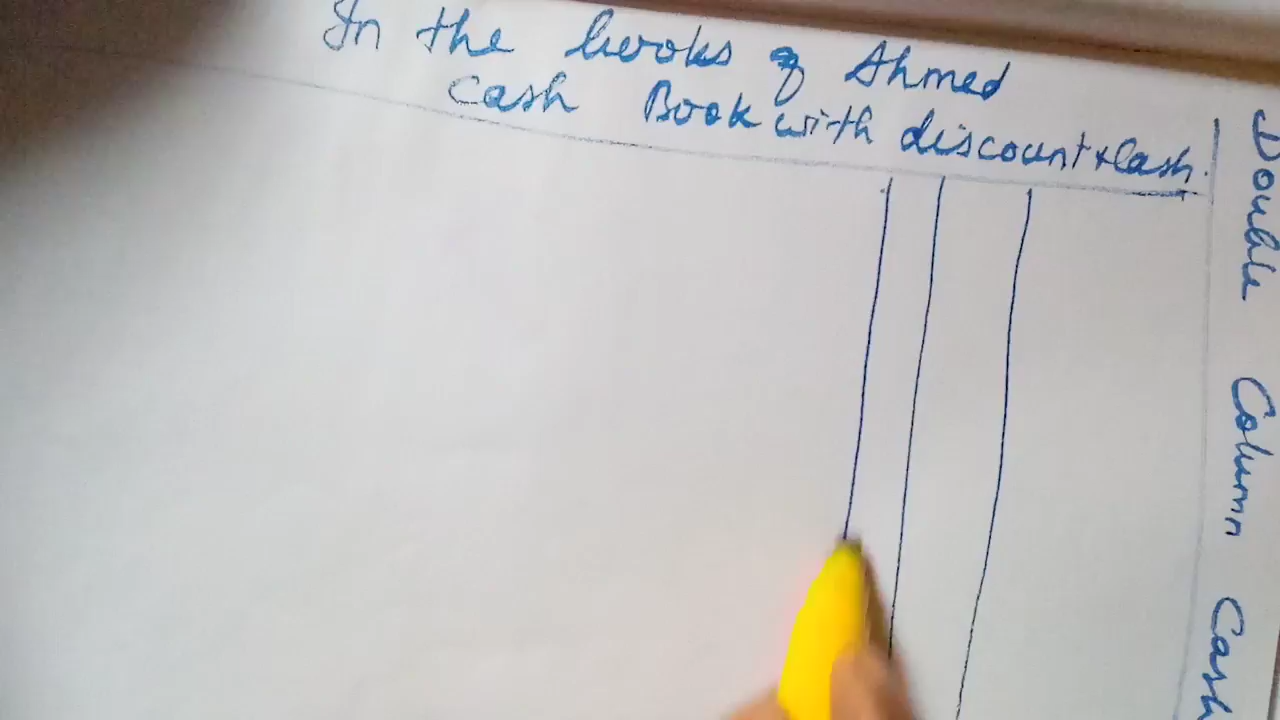 In the books of Ahmed
Cash Book with discount & Cash.
Double Column Cash